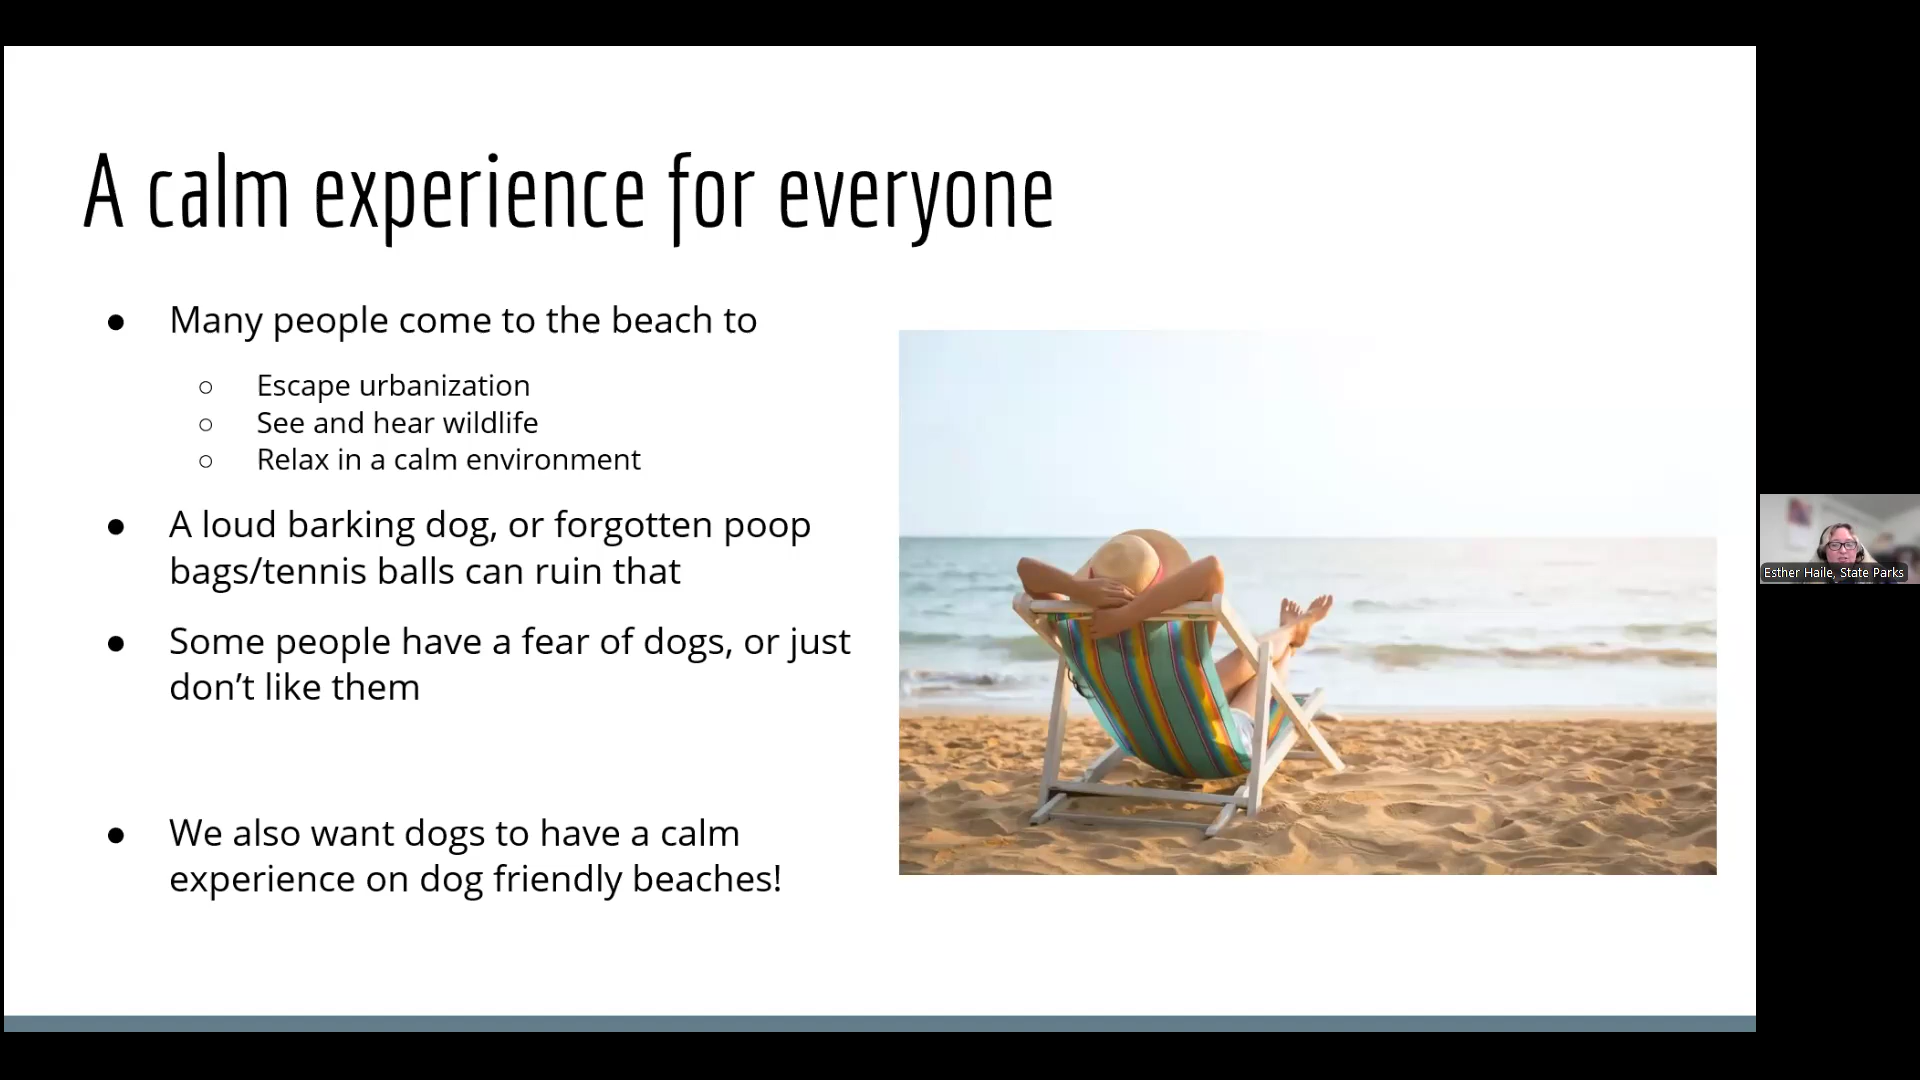 A calm experience for everyone
● Many people come to the beach to
○ Escape urbanization
○ See and hear wildlife
○ Relax in a calm environment
● A loud barking dog, or forgotten poop
bags/tennis balls can ruin that
● Some people have a fear of dogs, or just
don’t like them
● We also want dogs to have a calm
experience on dog friendly beaches!
Esther Haile, State Parks